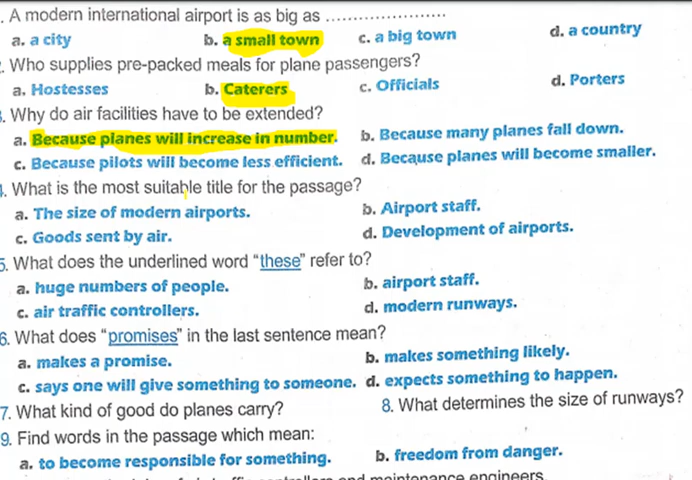 . A modern international airport is as big as ......................
a. a city b. a small town c. a big town d. a country
. Who supplies pre-packed meals for plane passengers?
a. Hostesses b. Caterers c. Officials d. Porters
. Why do air facilities have to be extended?
a. Because planes will increase in number. b. Because many planes fall down.
c. Because pilots will become less efficient. d. Because planes will become smaller.
. What is the most suitable title for the passage?
a. The size of modern airports. b. Airport staff.
c. Goods sent by air. d. Development of airports.
5. What does the underlined word "these" refer to?
a. huge numbers of people. b. airport staff.
c. air traffic controllers. d. modern runways.
6. What does "promises" in the last sentence mean?
a. makes a promise. b. makes something likely.
c. says one will give something to someone. d. expects something to happen.
7. What kind of good do planes carry? 8. What determines the size of runways?
9. Find words in the passage which mean:
a. to become responsible for something. b. freedom from danger.
and maintenance engineers.